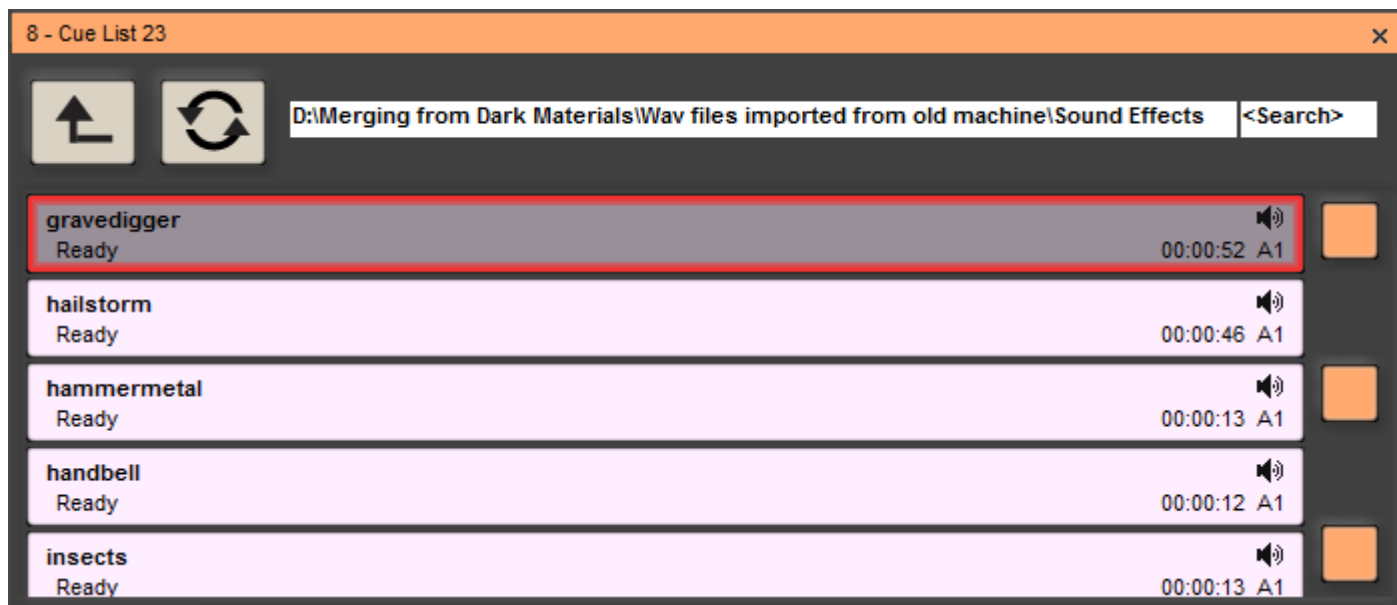 8 - Cue List 23
D:\Merging from Dark Materials\Wav files imported from old machine\Sound Effects <Search>
gravedigger
Ready 00:00:52 A1
hailstorm
Ready 00:00:46 A1
hammermetal
Ready 00:00:13 A1
handbell
Ready 00:00:12 A1
insects
Ready 00:00:13 A1